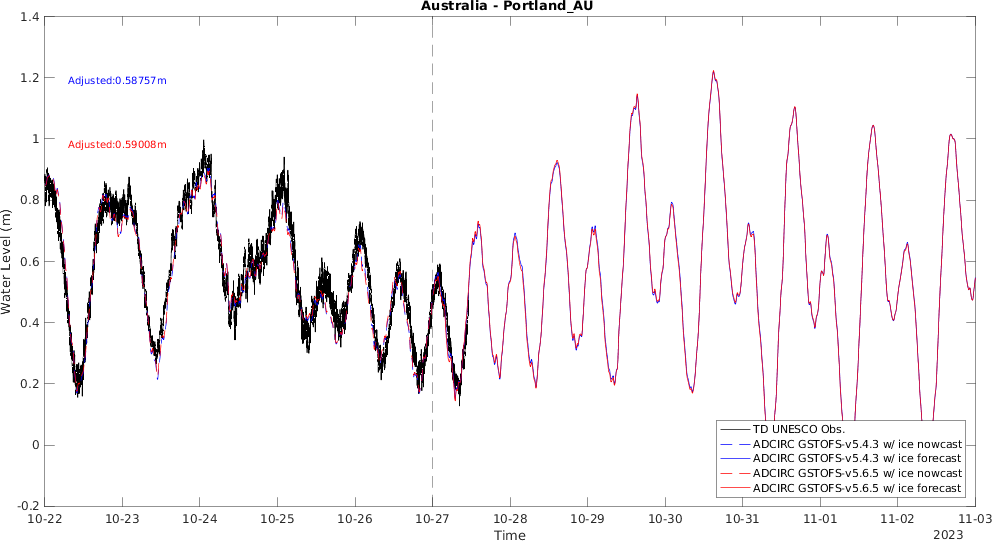 Australia - Portland_AU
1.4
1.2
1
0.8
0.6
0.4
0.2
0
-0.2
Water Level (m)
Adjusted:0.58757m
Adjusted:0.59008m
TD UNESCO Obs.
ADCIRC GSTOFS-v5.4.3 w/ ice nowcast
ADCIRC GSTOFS-v5.4.3 w/ ice forecast
ADCIRC GSTOFS-v5.6.5 w/ ice nowcast
ADCIRC GSTOFS-v5.6.5 w/ ice forecast
10-22 10-23 10-24 10-25 10-26 10-27 10-28 10-29 10-30 10-31 11-01 11-02 11-03
Time
2023